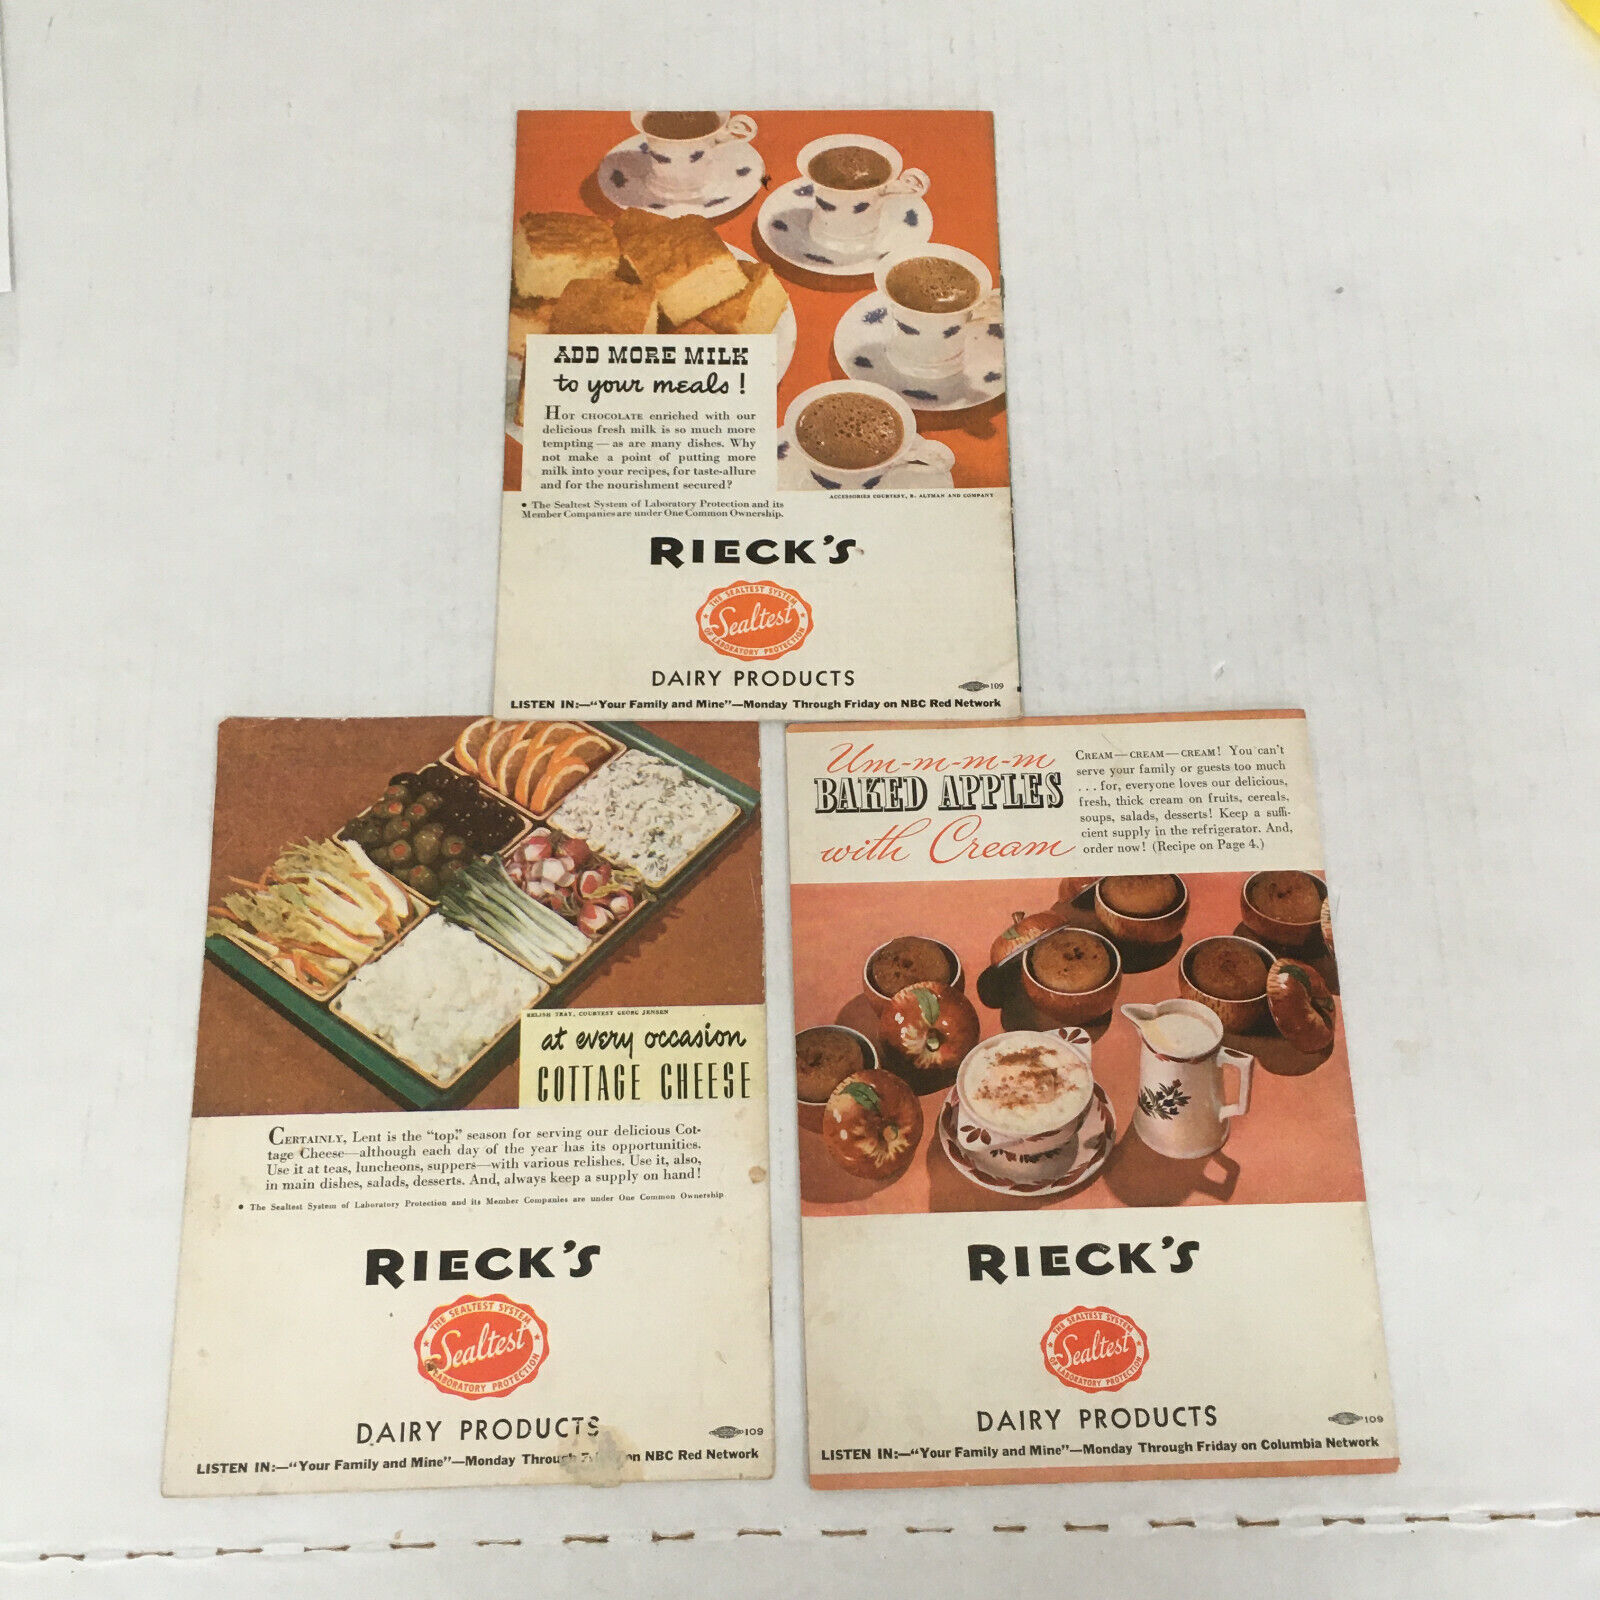 ADD MORE MILK
to your meals!
HOT CHOCOLATE enriched with our
delicious fresh milk is so much more
tempting — as are many dishes. Why
not make a point of putting more
milk into your recipes, for taste-allure
and for the nourishment secured?
ACCESSORIES COURTESY, B. ALTMAN AND COMPANY
• The Sealtest System of Laboratory Protection and its
Member Companies are under One Common Ownership.
RIECK'S
THE SEALTEST SYSTEM
Sealtest
OF LABORATORY PROTECTION
DAIRY PRODUCTS
109
LISTEN IN:—"Your Family and Mine"—Monday Through Friday on NBC Red Network
RELISH TRAY, COURTESY GEORG JENSEN
at every occasion
COTTAGE CHEESE
CERTAINLY, Lent is the "top" season for serving our delicious Cot-
tage Cheese—although each day of the year has its opportunities.
Use it at teas, luncheons, suppers—with various relishes. Use it, also,
in main dishes, salads, desserts. And, always keep a supply on hand!
• The Sealtest System of Laboratory Protection and its Member Companies are under One Common Ownership
RIECK'S
THE SEALTEST SYSTEM
Sealtest
LABORATORY PROTECTION
DAIRY PRODUCTS
109
LISTEN IN:—"Your Family and Mine"—Monday Through on NBC Red Network
Um-m-m-m
BAKED APPLES
with Cream
CREAM—CREAM—CREAM! You can't
serve your family or guests too much
... for, everyone loves our delicious,
fresh, thick cream on fruits, cereals,
soups, salads, desserts! Keep a suffi-
cient supply in the refrigerator. And,
order now! (Recipe on Page 4.)
RIECK'S
THE SEALTEST SYSTEM
Sealtest
OF LABORATORY PROTECTION
DAIRY PRODUCTS
109
LISTEN IN:—"Your Family and Mine"—Monday Through Friday on Columbia Network